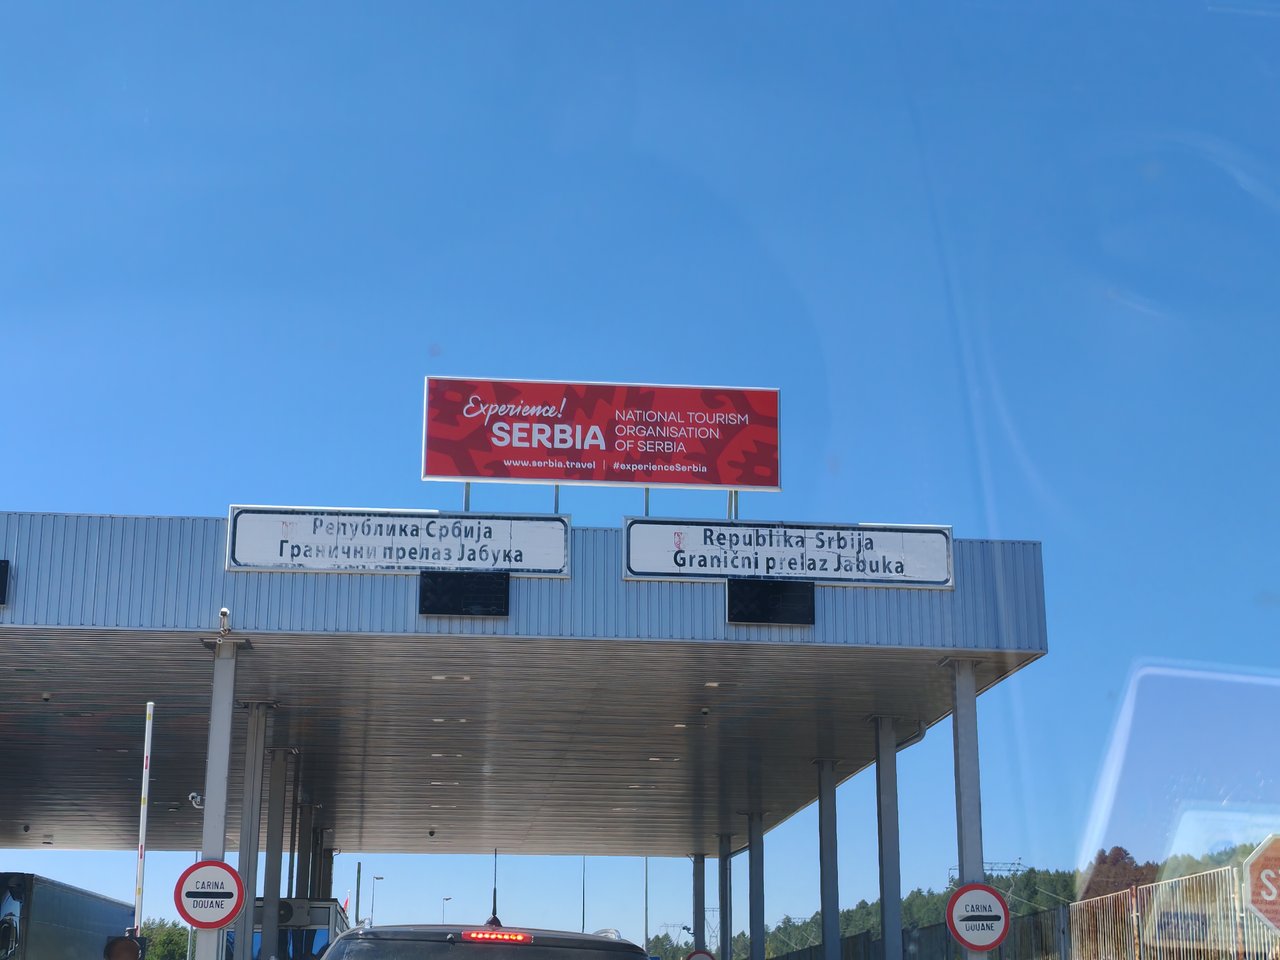 Experience!
SERBIA
NATIONAL TOURISM
ORGANISATION
OF SERBIA
www.serbia.travel | #experienceSerbia
Република Србија
Гранични прелаз Јабука
Republika Srbija
Granični prelaz Jabuka
CARINA
DOUANE
CARINA
DOUANE